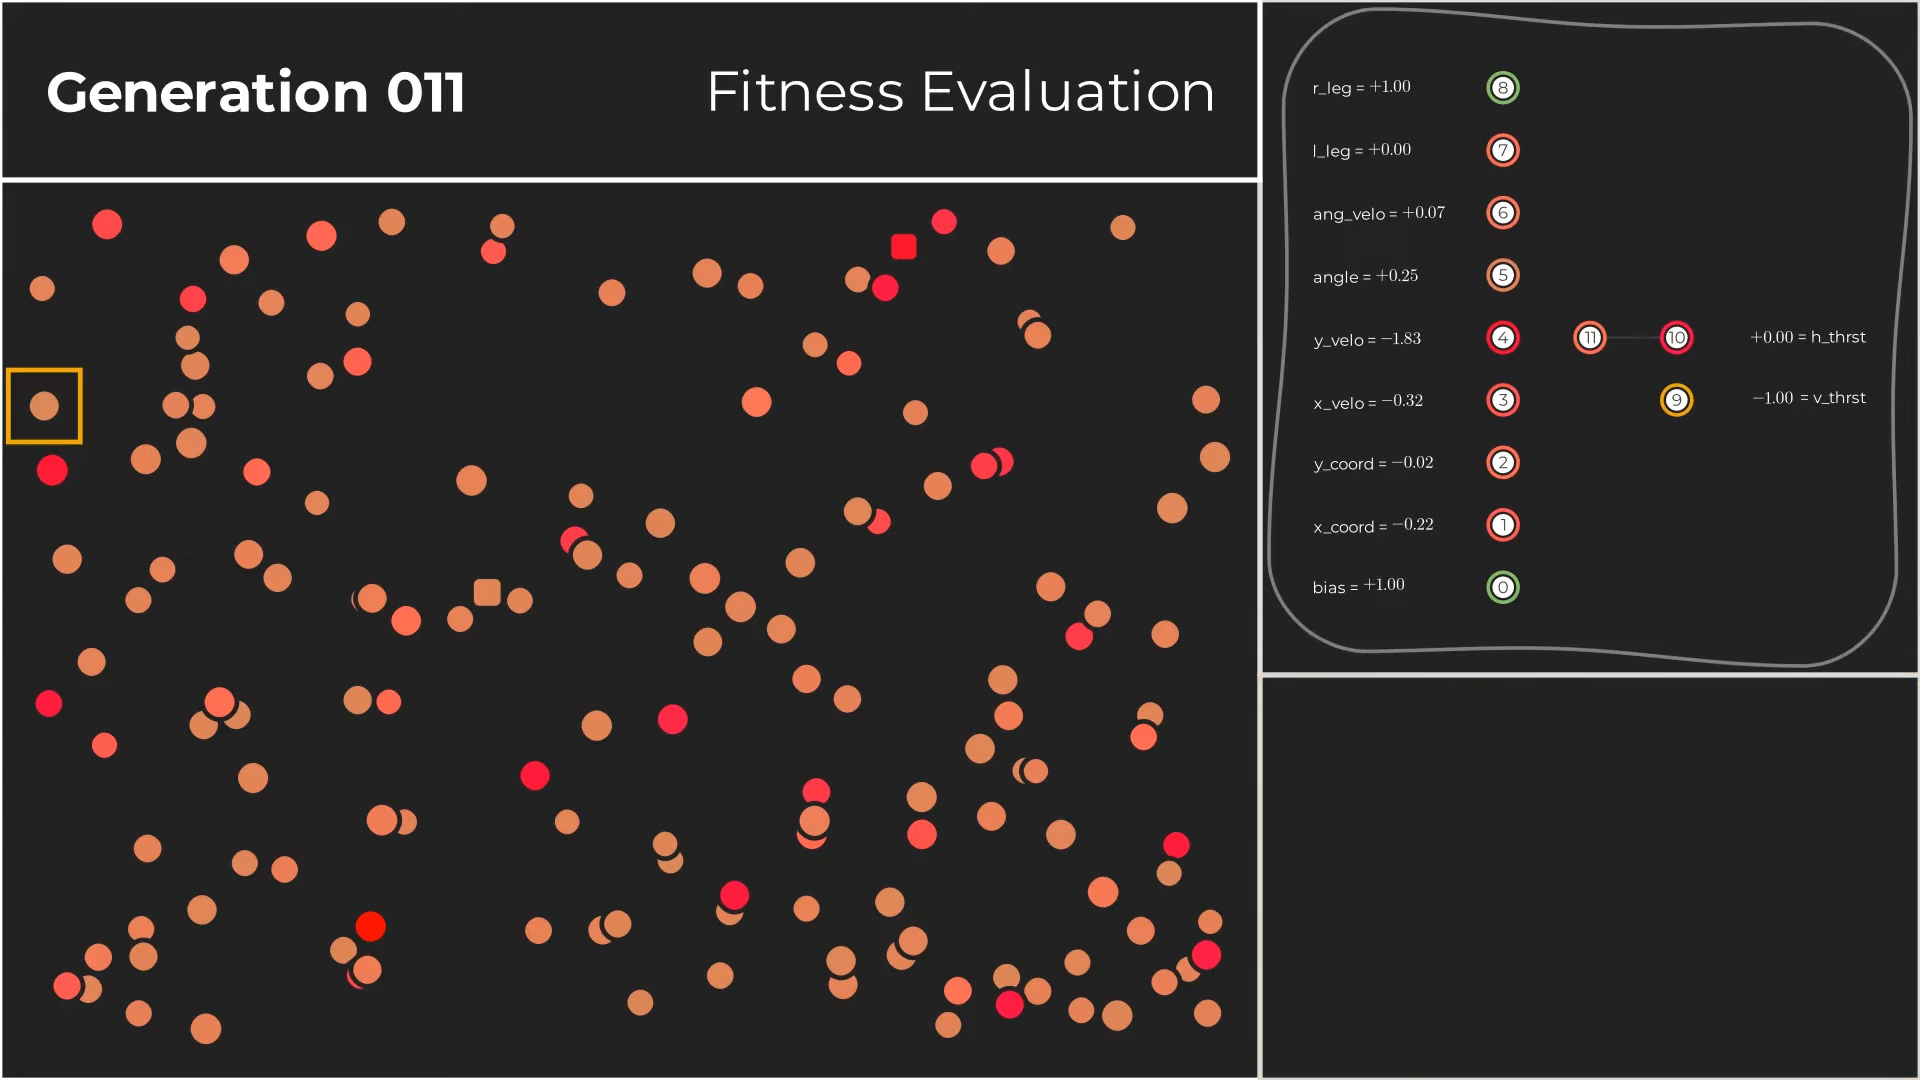 Generation 011
Fitness Evaluation
r_leg = +1.00 8
l_leg = +0.00 7
ang_velo = +0.07 6
angle = +0.25 5
y_velo = −1.83 4 11 10 +0.00 = h_thrst
x_velo = −0.32 3 9 −1.00 = v_thrst
y_coord = −0.02 2
x_coord = −0.22 1
bias = +1.00 0